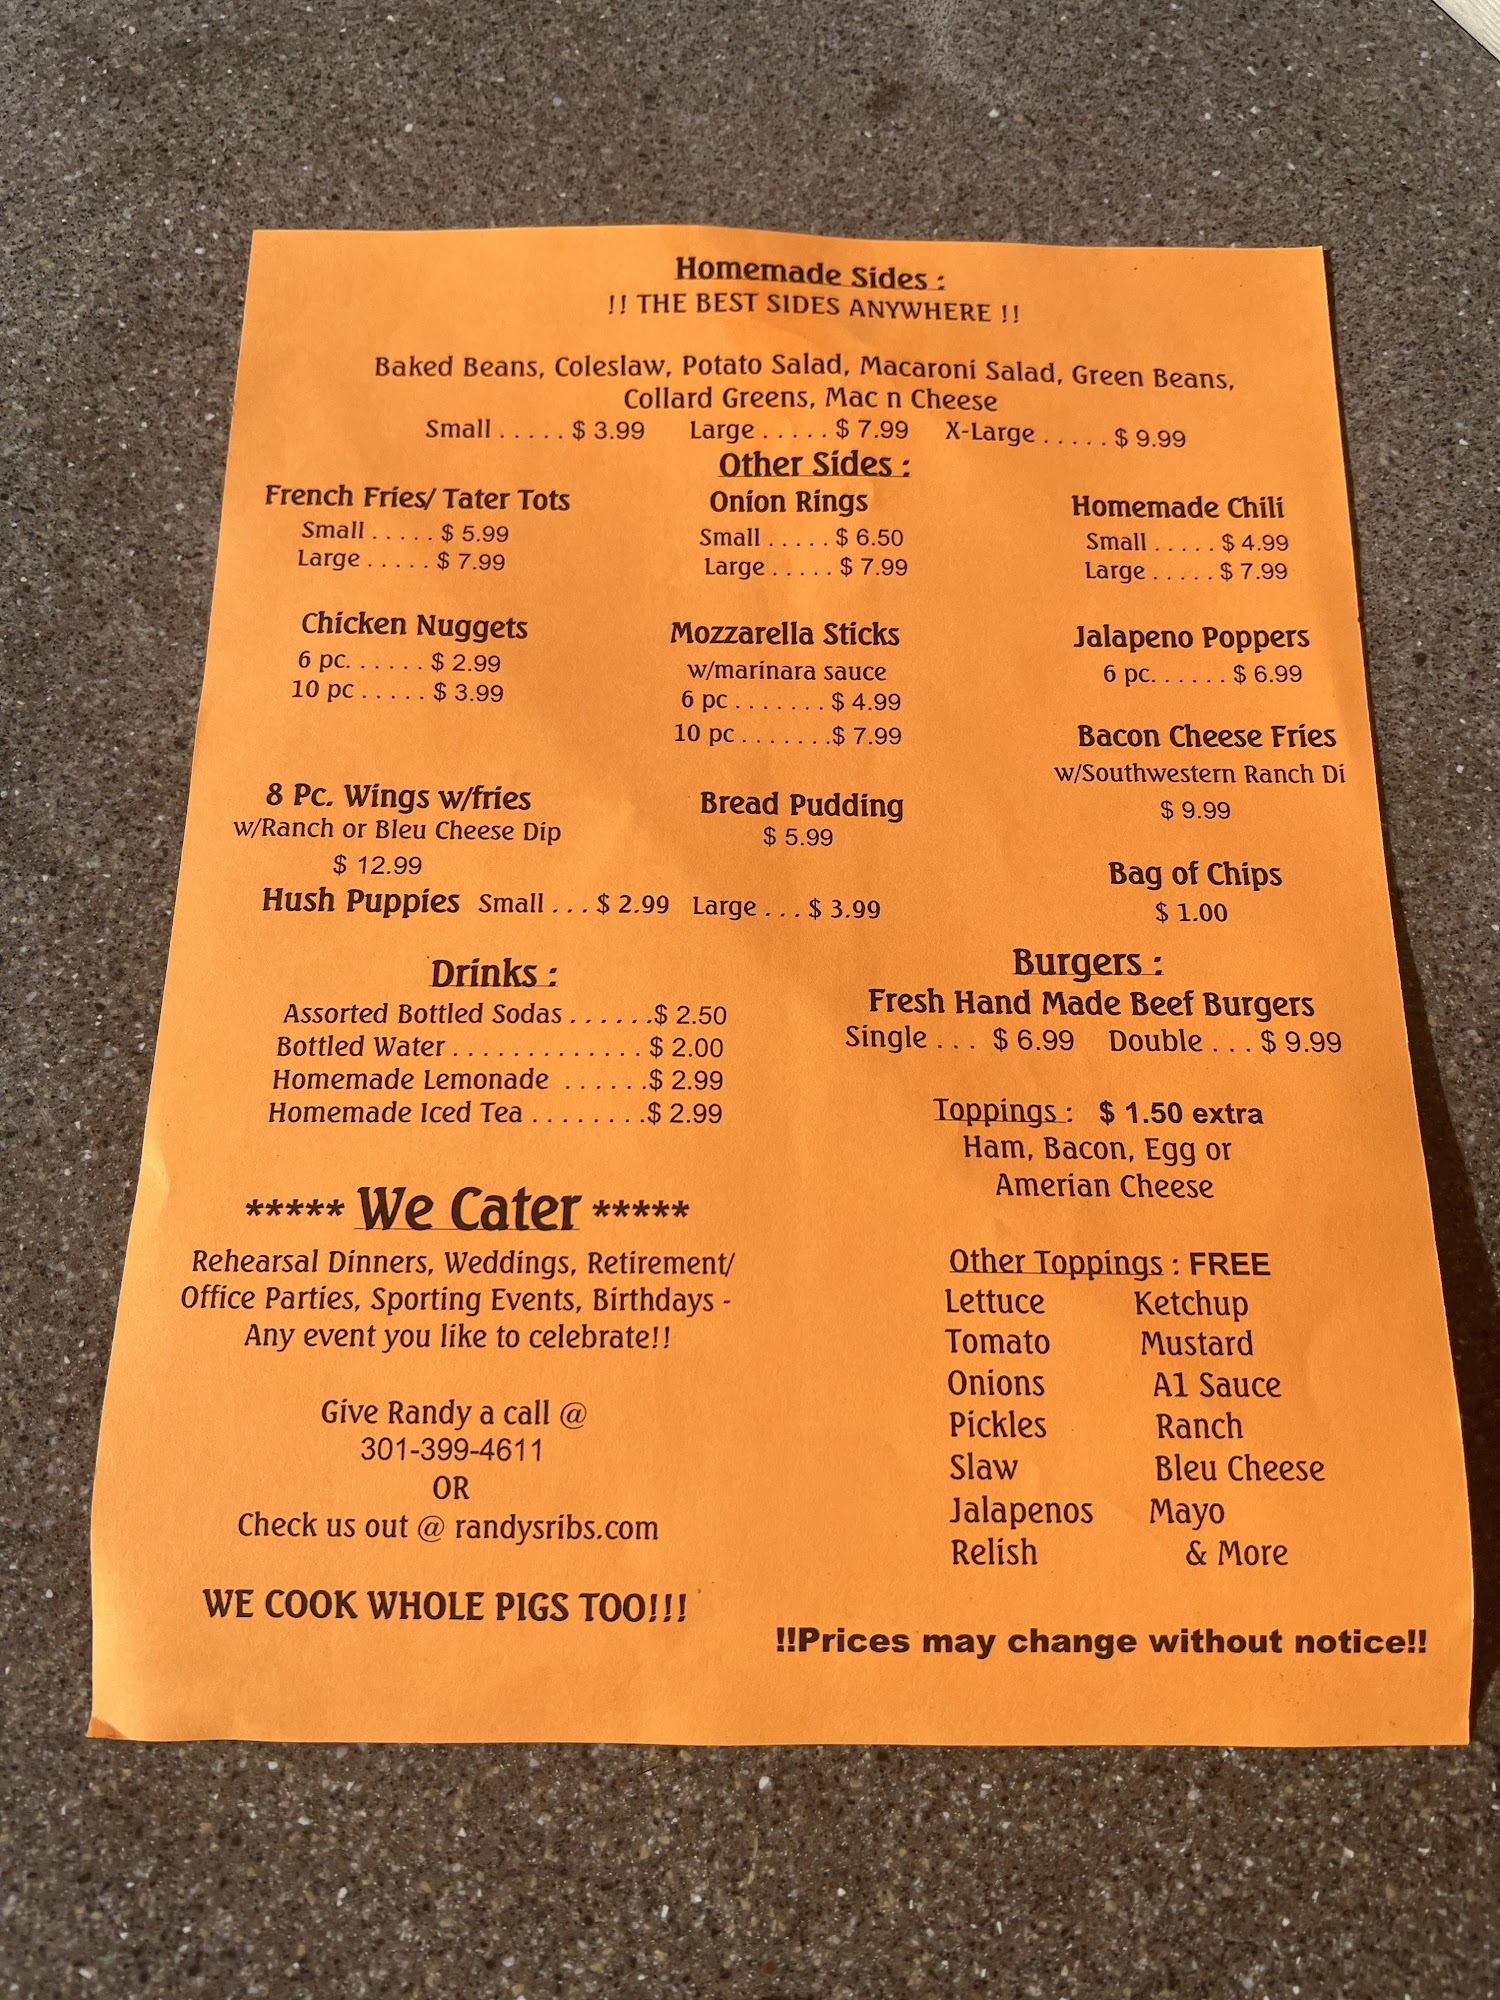 Homemade Sides :
!! THE BEST SIDES ANYWHERE !!
Baked Beans, Coleslaw, Potato Salad, Macaroni Salad, Green Beans,
Collard Greens, Mac n Cheese
Small . . . . . $ 3.99 Large . . . . . $ 7.99 X-Large . . . . . $ 9.99
Other Sides :
French Fries/ Tater Tots
Small . . . . . $ 5.99
Large . . . . . $ 7.99
Onion Rings
Small . . . . . $ 6.50
Large . . . . . $ 7.99
Homemade Chili
Small . . . . . $ 4.99
Large . . . . . $ 7.99
Chicken Nuggets
6 pc. . . . . . $ 2.99
10 pc . . . . . $ 3.99
Mozzarella Sticks
w/marinara sauce
6 pc . . . . . . . $ 4.99
10 pc . . . . . . .$ 7.99
Jalapeno Poppers
6 pc. . . . . . $ 6.99
Bacon Cheese Fries
w/Southwestern Ranch Di
$ 9.99
8 Pc. Wings w/fries
w/Ranch or Bleu Cheese Dip
$ 12.99
Bread Pudding
$ 5.99
Bag of Chips
$ 1.00
Hush Puppies Small . . . $ 2.99 Large . . . $ 3.99
Drinks :
Assorted Bottled Sodas . . . . . .$ 2.50
Bottled Water . . . . . . . . . . . . . $ 2.00
Homemade Lemonade . . . . . .$ 2.99
Homemade Iced Tea . . . . . . . .$ 2.99
Burgers :
Fresh Hand Made Beef Burgers
Single . . . $ 6.99 Double . . . $ 9.99
Toppings : $ 1.50 extra
Ham, Bacon, Egg or
Amerian Cheese
Other Toppings : FREE
Lettuce Ketchup
Tomato Mustard
Onions A1 Sauce
Pickles Ranch
Slaw Bleu Cheese
Jalapenos Mayo
Relish & More
***** We Cater *****
Rehearsal Dinners, Weddings, Retirement/
Office Parties, Sporting Events, Birthdays -
Any event you like to celebrate!!
Give Randy a call @
301-399-4611
OR
Check us out @ randysribs.com
WE COOK WHOLE PIGS TOO!!!
!!Prices may change without notice!!